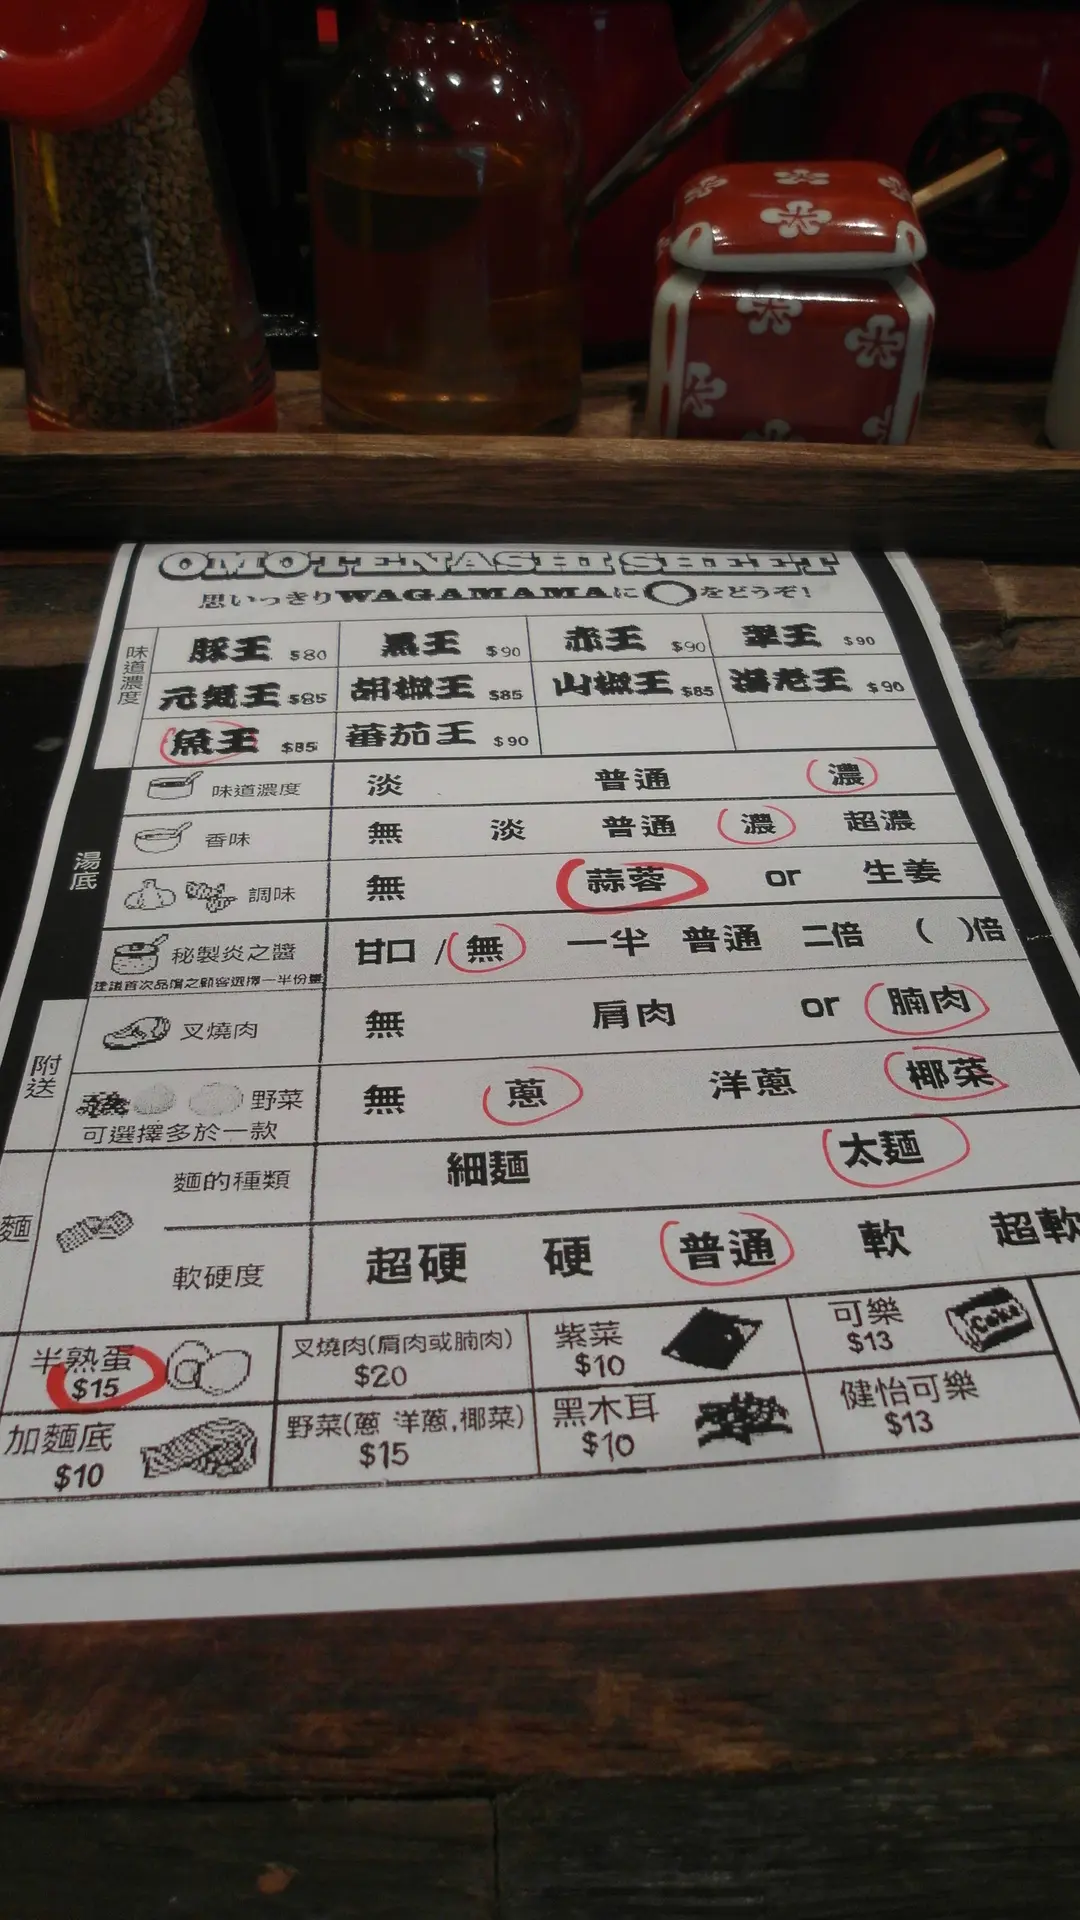 OMOTENASHI SHEET
思いっきりWAGAMAMAに◯をどうぞ!
味道濃度
豚王 $80 黒王 $90 赤王 $90 翠王 $90
元気王 $85 胡椒王 $85 山椒王 $85 海老王 $90
魚王 $85 蕃茄王 $90
湯底
味道濃度 淡 普通 濃
香味 無 淡 普通 濃 超濃
調味 無 蒜蓉 or 生姜
秘製炎之醬 甘口 / 無 一半 普通 二倍 ( )倍
建議首次品嚐之顧客選擇一半份量
附送
叉燒肉 無 肩肉 or 腩肉
野菜 無 蔥 洋蔥 椰菜
可選擇多於一款
麵
麵的種類 細麵 太麵
軟硬度 超硬 硬 普通 軟 超軟
半熟蛋 $15 叉燒肉(肩肉或腩肉) $20 紫菜 $10 可樂 $13
Coke
加麵底 $10 野菜(蔥 洋蔥,椰菜) $15 黑木耳 $10 健怡可樂 $13